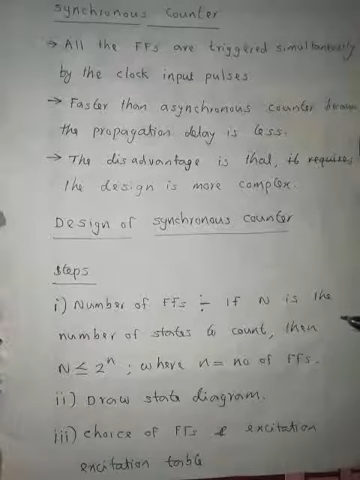 Synchronous Counter
→ All the FFs are triggered simultaneously
by the clock input pulses
→ Faster than asynchronous counter because
the propagation delay is less.
→ The disadvantage is that, it requires
the design is more complex.
Design of synchronous counter
Steps
i) Number of FFs ÷ If N is the
number of states to count, then
N ≤ 2ⁿ ; where n = no of FFs.
ii) Draw state diagram.
iii) choice of FFs & excitation
excitation table